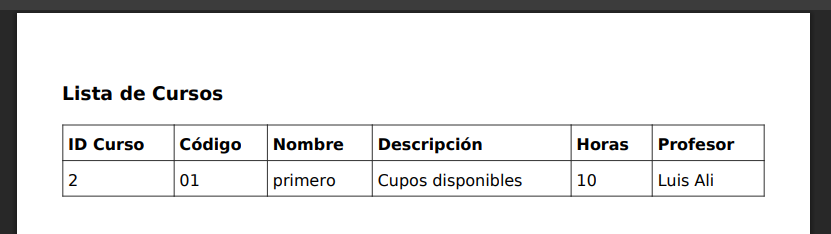 Lista de Cursos
ID Curso Código Nombre Descripción Horas Profesor
2 01 primero Cupos disponibles 10 Luis Ali